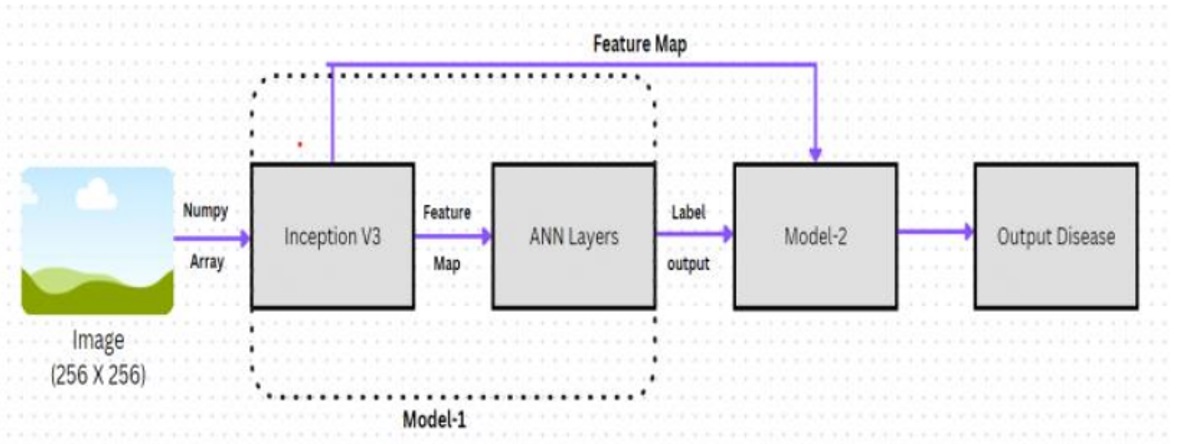 Feature Map
Numpy
Array
Inception V3
Feature
Map
ANN Layers
Label
output
Model-2
Output Disease
Image
(256 X 256)
Model-1